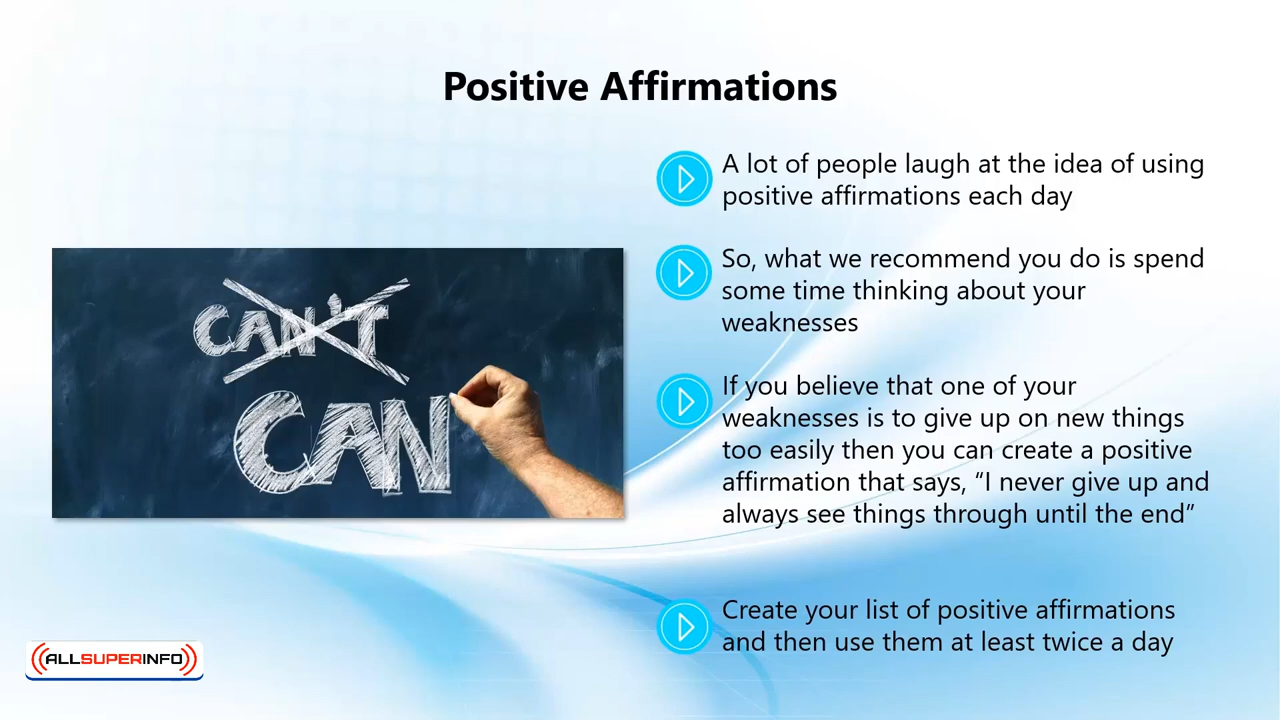 Positive Affirmations
A lot of people laugh at the idea of using
positive affirmations each day
So, what we recommend you do is spend
some time thinking about your
weaknesses
CAN'T
CAN
If you believe that one of your
weaknesses is to give up on new things
too easily then you can create a positive
affirmation that says, “I never give up and
always see things through until the end”
Create your list of positive affirmations
and then use them at least twice a day
ALLSUPERINFO